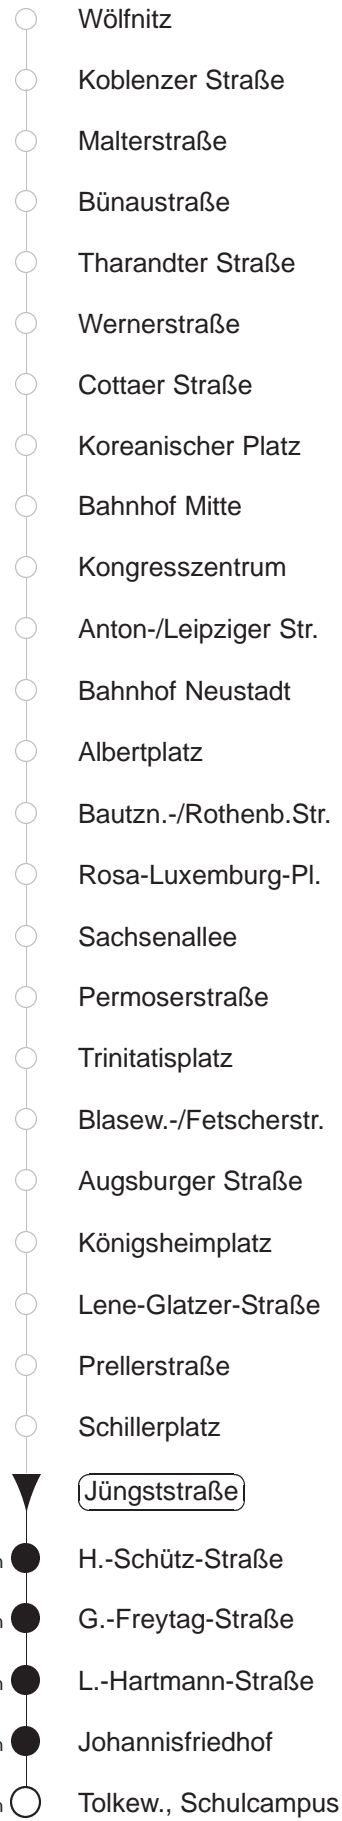 Wölfnitz
Koblenzer Straße
Malterstraße
Bünaustraße
Tharandter Straße
Wernerstraße
Cottaer Straße
Koreanischer Platz
Bahnhof Mitte
Kongresszentrum
Anton-/Leipziger Str.
Bahnhof Neustadt
Albertplatz
Bautzn.-/Rothenb.Str.
Rosa-Luxemburg-Pl.
Sachsenallee
Permoserstraße
Trinitatisplatz
Blasew.-/Fetscherstr.
Augsburger Straße
Königsheimplatz
Lene-Glatzer-Straße
Prellerstraße
Schillerplatz
Jüngststraße
H.-Schütz-Straße
G.-Freytag-Straße
L.-Hartmann-Straße
Johannisfriedhof
Tolkew., Schulcampus